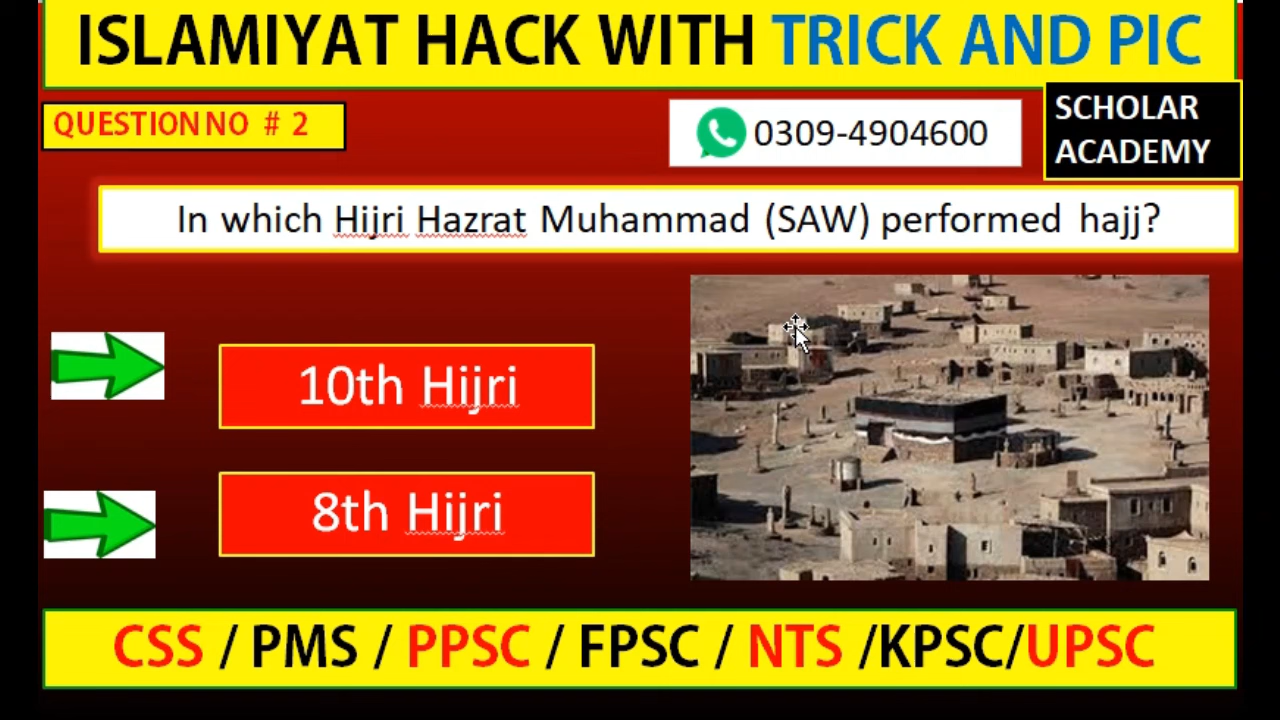 ISLAMIYAT HACK WITH TRICK AND PIC
QUESTION NO # 2
0309-4904600
SCHOLAR
ACADEMY
In which Hijri Hazrat Muhammad (SAW) performed hajj?
10th Hijri
8th Hijri
CSS / PMS / PPSC / FPSC / NTS /KPSC/UPSC